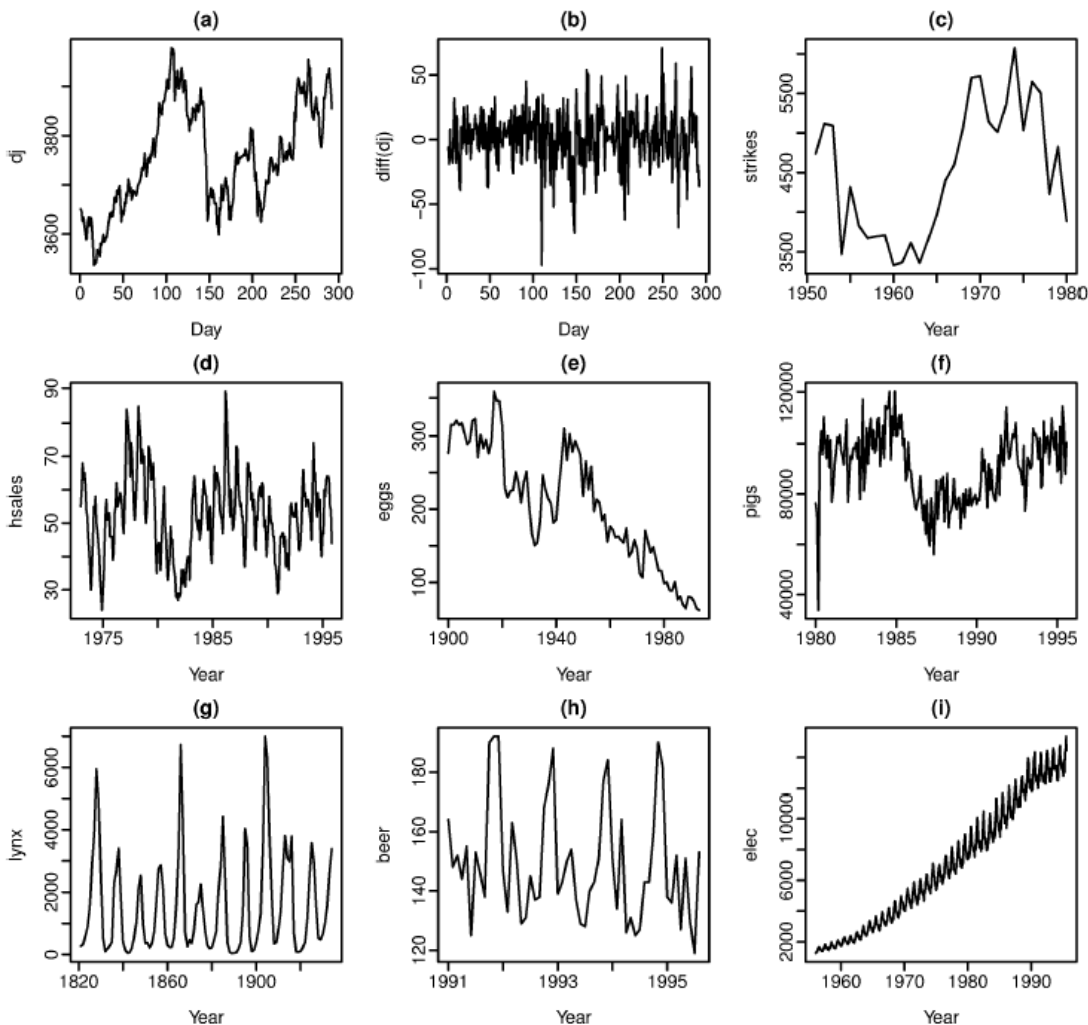 (a)
dj
3600 3800
0 50 100 150 200 250 300
Day
(b)
diff(dj)
-100 -50 0 50
0 50 100 150 200 250 300
Day
(c)
strikes
3500 4500 5500
1950 1960 1970 1980
Year
(d)
hsales
30 50 70 90
1975 1985 1995
Year
(e)
eggs
100 200 300
1900 1940 1980
Year
(f)
pigs
40000 80000 120000
1980 1985 1990 1995
Year
(g)
lynx
0 2000 4000 6000
1820 1860 1900
Year
(h)
beer
120 140 160 180
1991 1993 1995
Year
(i)
elec
2000 6000 10000
1960 1970 1980 1990
Year